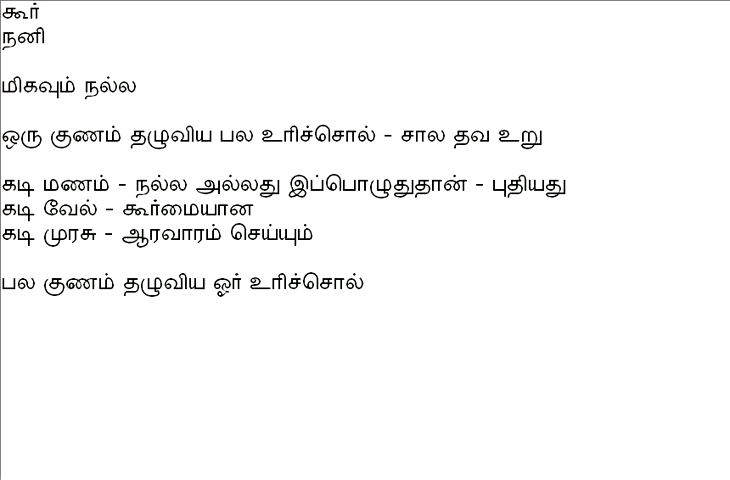 கூர்
நனி
மிகவும் நல்ல
ஒரு குணம் தழுவிய பல உரிச்சொல் - சால தவ உறு
கடி மணம் - நல்ல அல்லது இப்பொழுதுதான் - புதியது
கடி வேல் - கூர்மையான
கடி முரசு - ஆரவாரம் செய்யும்
பல குணம் தழுவிய ஓர் உரிச்சொல்